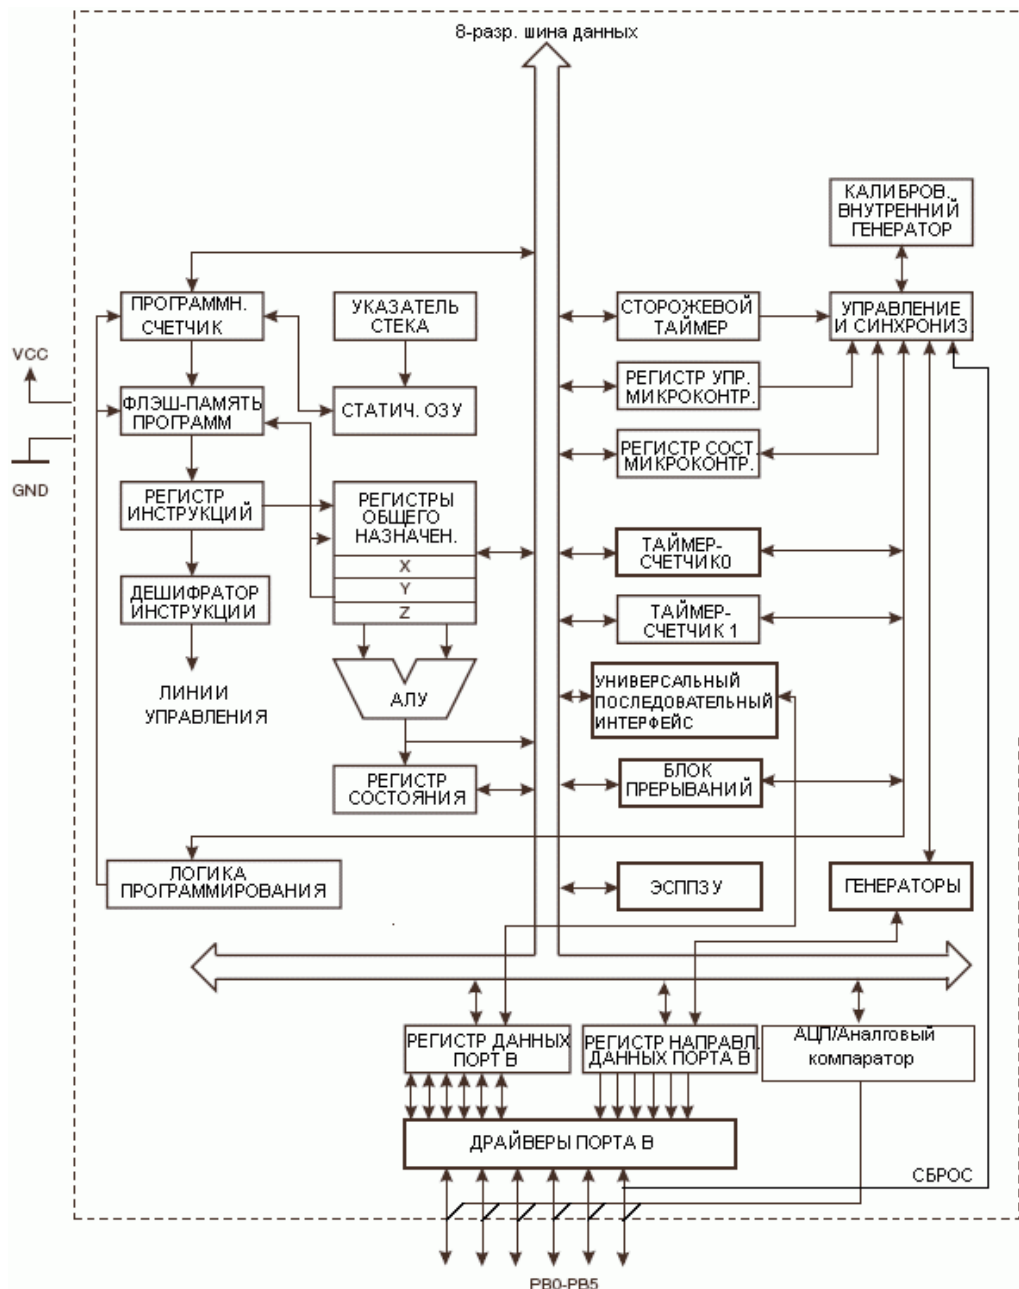 8-разр. шина данных
КАЛИБРОВ.
ВНУТРЕННИЙ
ГЕНЕРАТОР
ПРОГРАММН.
СЧЕТЧИК
УКАЗАТЕЛЬ
СТЕКА
СТОРОЖЕВОЙ
ТАЙМЕР
УПРАВЛЕНИЕ
И СИНХРОНИЗ.
VCC
ФЛЭШ-ПАМЯТЬ
ПРОГРАММ
СТАТИЧ. ОЗУ
РЕГИСТР УПР.
МИКРОКОНТР.
РЕГИСТР СОСТ.
МИКРОКОНТР.
GND
РЕГИСТР
ИНСТРУКЦИЙ
РЕГИСТРЫ
ОБЩЕГО
НАЗНАЧЕН.
X
Y
Z
ТАЙМЕР-
СЧЕТЧИК0
ДЕШИФРАТОР
ИНСТРУКЦИИ
ТАЙМЕР-
СЧЕТЧИК 1
ЛИНИИ
УПРАВЛЕНИЯ
АЛУ
УНИВЕРСАЛЬНЫЙ
ПОСЛЕДОВАТЕЛЬНЫЙ
ИНТЕРФЕЙС
РЕГИСТР
СОСТОЯНИЯ
БЛОК
ПРЕРЫВАНИЙ
ЛОГИКА
ПРОГРАММИРОВАНИЯ
ЭСППЗУ
ГЕНЕРАТОРЫ
РЕГИСТР ДАННЫХ
ПОРТ В
РЕГИСТР НАПРАВЛ.
ДАННЫХ ПОРТА В
АЦП/Аналговый
компаратор
ДРАЙВЕРЫ ПОРТА В
СБРОС
PB0-PB5